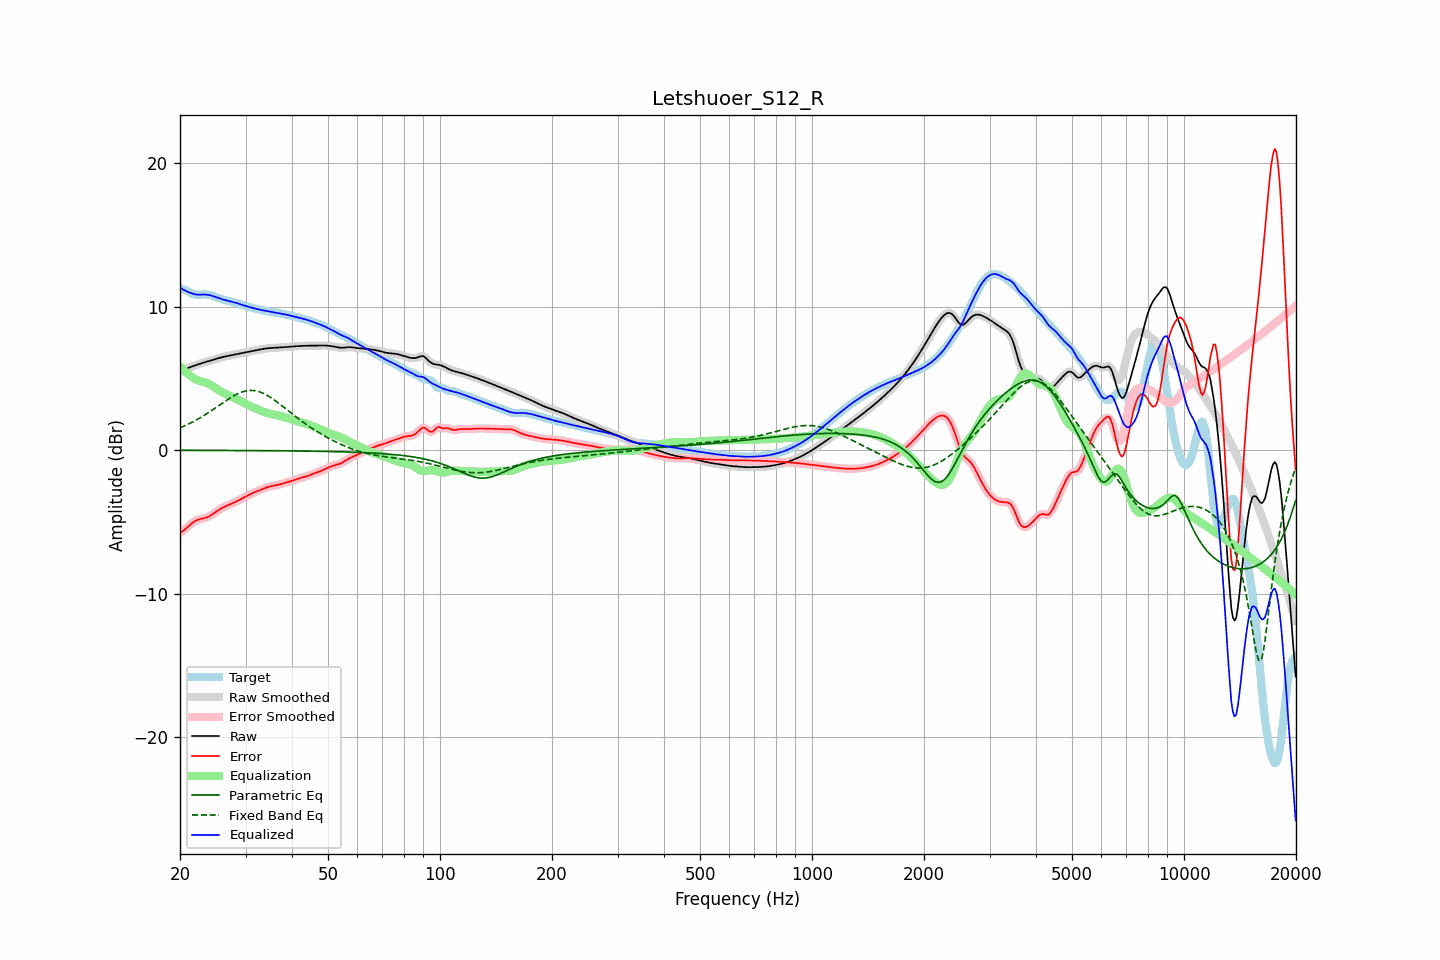 Letshuoer_S12_R
20
10
0
−10
−20
Amplitude (dBr)
Target
Raw Smoothed
Error Smoothed
Raw
Error
Equalization
Parametric Eq
Fixed Band Eq
Equalized
20 50 100 200 500 1000 2000 5000 10000 20000
Frequency (Hz)